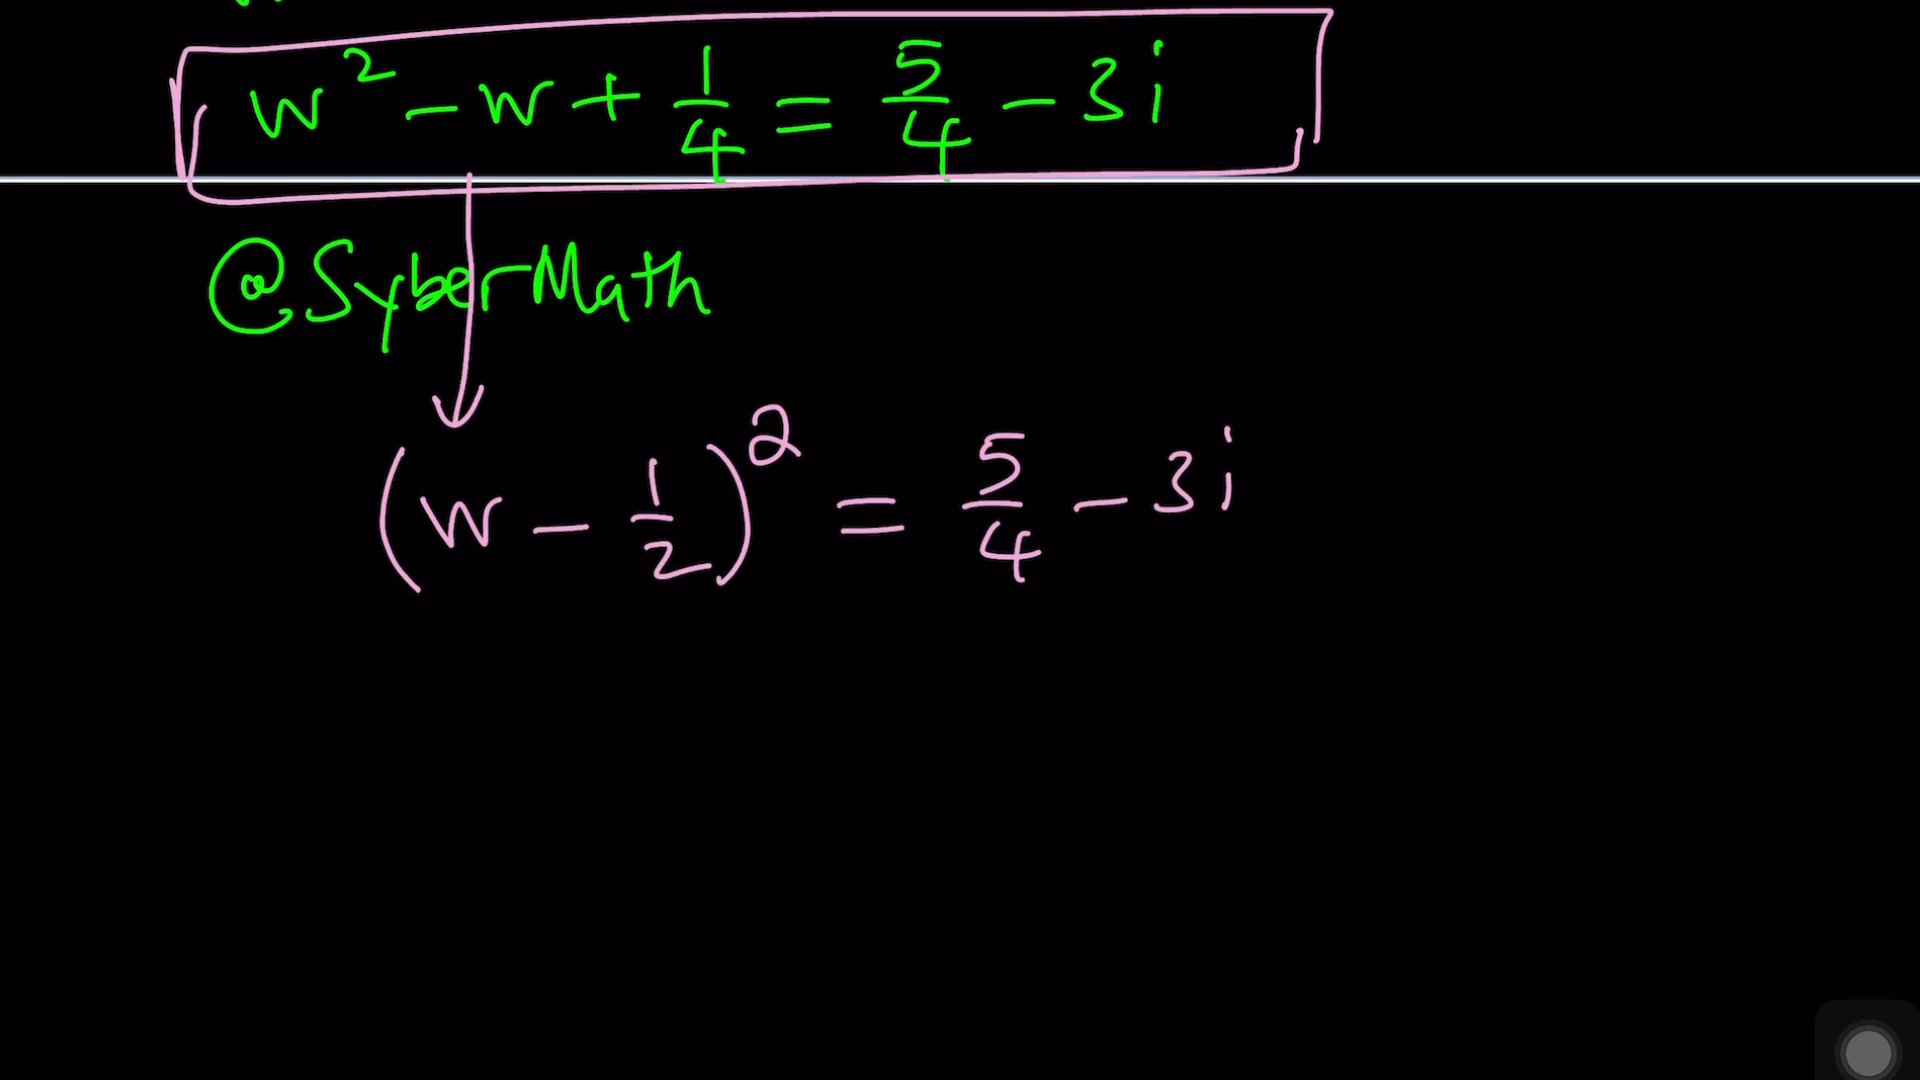 w² - w + 1/4 = 5/4 - 3i
@SyberMath
(w - 1/2)² = 5/4 - 3i